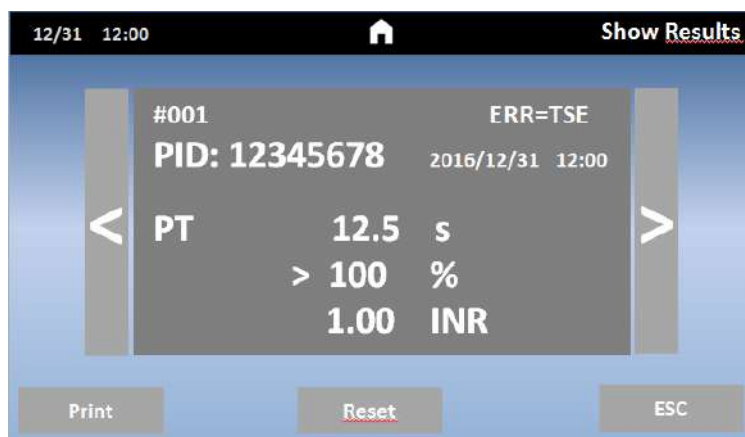 12/31 12:00 Show Results
#001 ERR=TSE
PID: 12345678 2016/12/31 12:00
< PT 12.5 s >
> 100 %
1.00 INR
Print Reset ESC